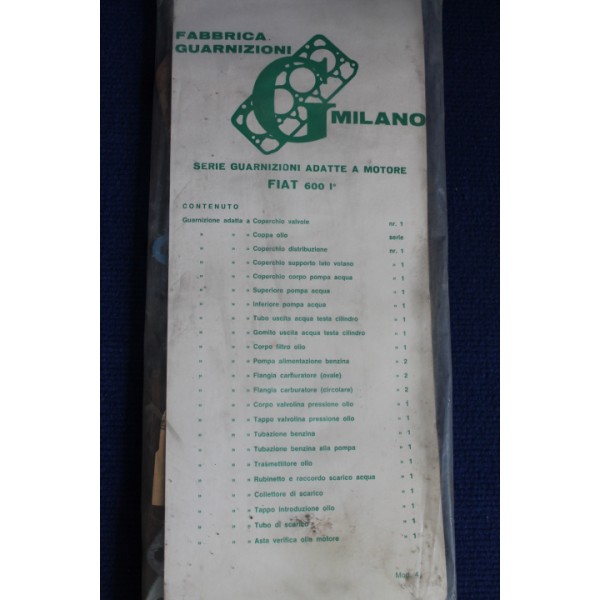 FABBRICA
GUARNIZIONI
G
MILANO
SERIE GUARNIZIONI ADATTE A MOTORE
FIAT 600 Iª
CONTENUTO
Guarnizione adatta a Coperchio valvole nr. 1
» » » Coppa olio serie
» » » Coperchio distribuzione nr. 1
» » » Coperchio supporto lato volano » 1
» » » Coperchio corpo pompa acqua » 1
» » » Superiore pompa acqua » 1
» » » Inferiore pompa acqua » 1
» » » Tubo uscita acqua testa cilindro » 1
» » » Gomito uscita acqua testa cilindro » 1
» » » Corpo filtro olio » 1
» » » Pompa alimentazione benzina » 2
» » » Flangia carburatore (ovale) » 2
» » » Flangia carburatore (circolare) » 2
» » » Corpo valvolina pressione olio » 1
» » » Tappo valvolina pressione olio » 1
» » » Tubazione benzina » 1
» » » Tubazione benzina alla pompa » 1
» » » Trasmettitore olio » 1
» » » Rubinetto e raccordo scarico acqua » 1
» » » Collettore di scarico » 1
» » » Tappo introduzione olio » 1
» » » Tubo di scarico » 1
» » » Asta verifica olio motore » 1